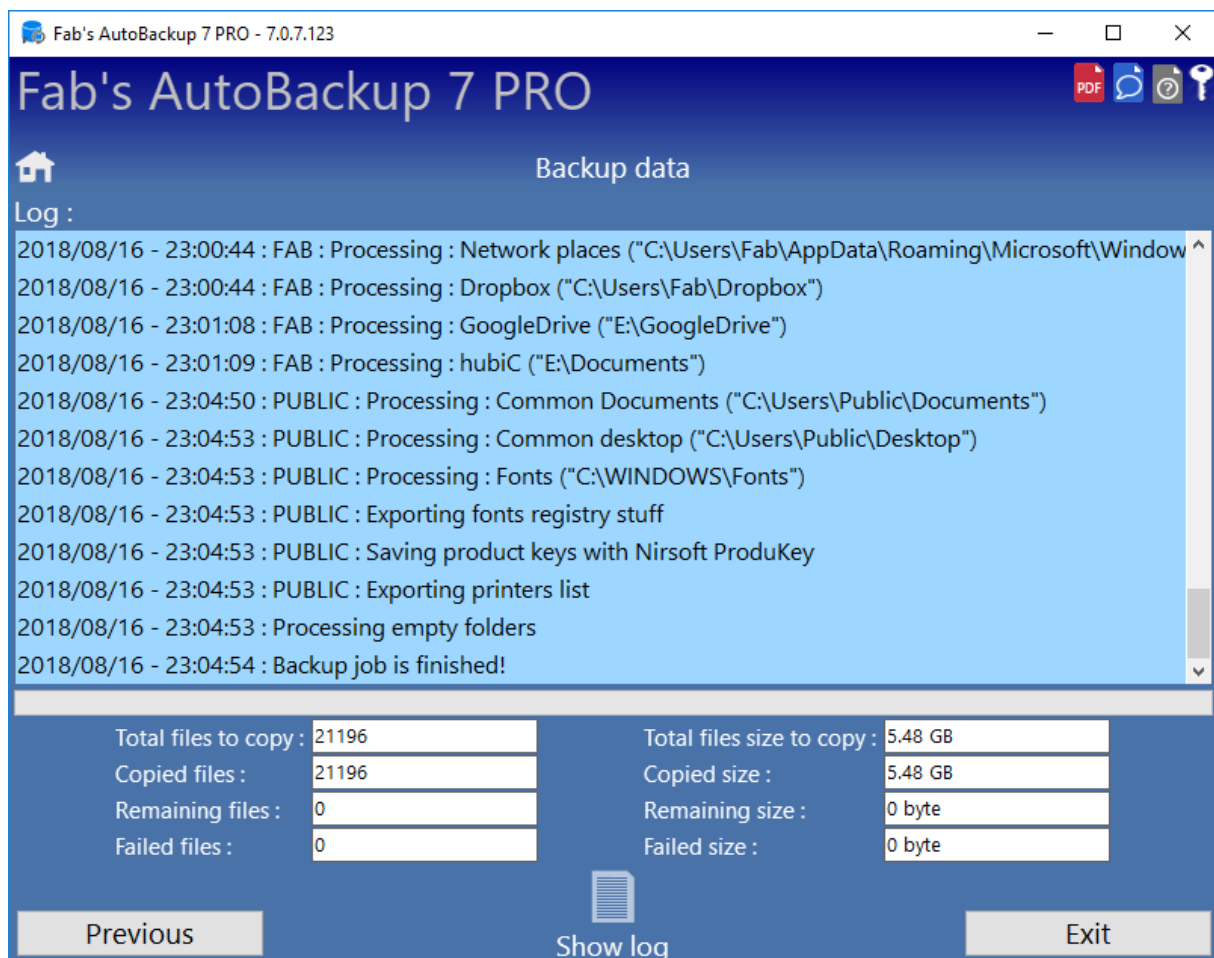 Fab's AutoBackup 7 PRO - 7.0.7.123
Fab's AutoBackup 7 PRO
PDF
Backup data
Log :
2018/08/16 - 23:00:44 : FAB : Processing : Network places ("C:\Users\Fab\AppData\Roaming\Microsoft\Window
2018/08/16 - 23:00:44 : FAB : Processing : Dropbox ("C:\Users\Fab\Dropbox")
2018/08/16 - 23:01:08 : FAB : Processing : GoogleDrive ("E:\GoogleDrive")
2018/08/16 - 23:01:09 : FAB : Processing : hubiC ("E:\Documents")
2018/08/16 - 23:04:50 : PUBLIC : Processing : Common Documents ("C:\Users\Public\Documents")
2018/08/16 - 23:04:53 : PUBLIC : Processing : Common desktop ("C:\Users\Public\Desktop")
2018/08/16 - 23:04:53 : PUBLIC : Processing : Fonts ("C:\WINDOWS\Fonts")
2018/08/16 - 23:04:53 : PUBLIC : Exporting fonts registry stuff
2018/08/16 - 23:04:53 : PUBLIC : Saving product keys with Nirsoft ProduKey
2018/08/16 - 23:04:53 : PUBLIC : Exporting printers list
2018/08/16 - 23:04:53 : Processing empty folders
2018/08/16 - 23:04:54 : Backup job is finished!
Total files to copy : 21196 Total files size to copy : 5.48 GB
Copied files : 21196 Copied size : 5.48 GB
Remaining files : 0 Remaining size : 0 byte
Failed files : 0 Failed size : 0 byte
Previous Show log Exit